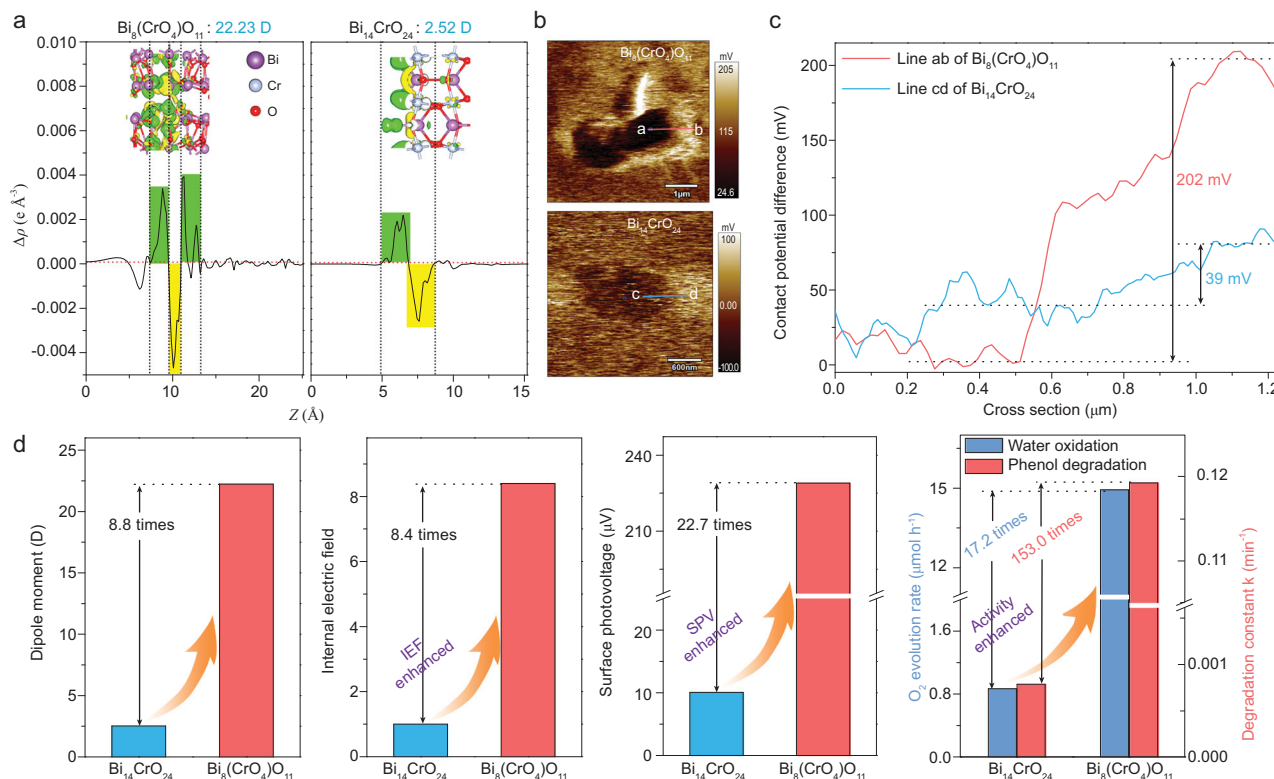 a
Bi₈(CrO₄)O₁₁ : 22.23 D
Bi₁₄CrO₂₄ : 2.52 D
0.010
0.008
0.006
0.004
0.002
0.000
-0.002
-0.004
Δρ (e Å⁻³)
Bi
Cr
O
0
10
20
0
5
10
15
Z (Å)
b
Bi₈(CrO₄)O₁₁
a
b
1μm
mV
205
115
24.6
Bi₁₄CrO₂₄
c
d
600nm
mV
100
0.00
-100.0
c
Line ab of Bi₈(CrO₄)O₁₁
Line cd of Bi₁₄CrO₂₄
200
150
100
50
0
Contact potential difference (mV)
202 mV
39 mV
0.0
0.2
0.4
0.6
0.8
1.0
1.2
Cross section (μm)
d
25
20
15
10
5
0
Dipole moment (D)
8.8 times
Bi₁₄CrO₂₄
Bi₈(CrO₄)O₁₁
8
6
4
2
0
Internal electric field
8.4 times
IEF
enhanced
Bi₁₄CrO₂₄
Bi₈(CrO₄)O₁₁
240
210
20
10
0
Surface photovoltage (μV)
22.7 times
SPV
enhanced
Bi₁₄CrO₂₄
Bi₈(CrO₄)O₁₁
Water oxidation
Phenol degradation
15
12
1.6
0.8
0.0
O₂ evolution rate (μmol h⁻¹)
17.2 times
153.0 times
Activity
enhanced
0.12
0.11
0.001
0.000
Degradation constant k (min⁻¹)
Bi₁₄CrO₂₄
Bi₈(CrO₄)O₁₁